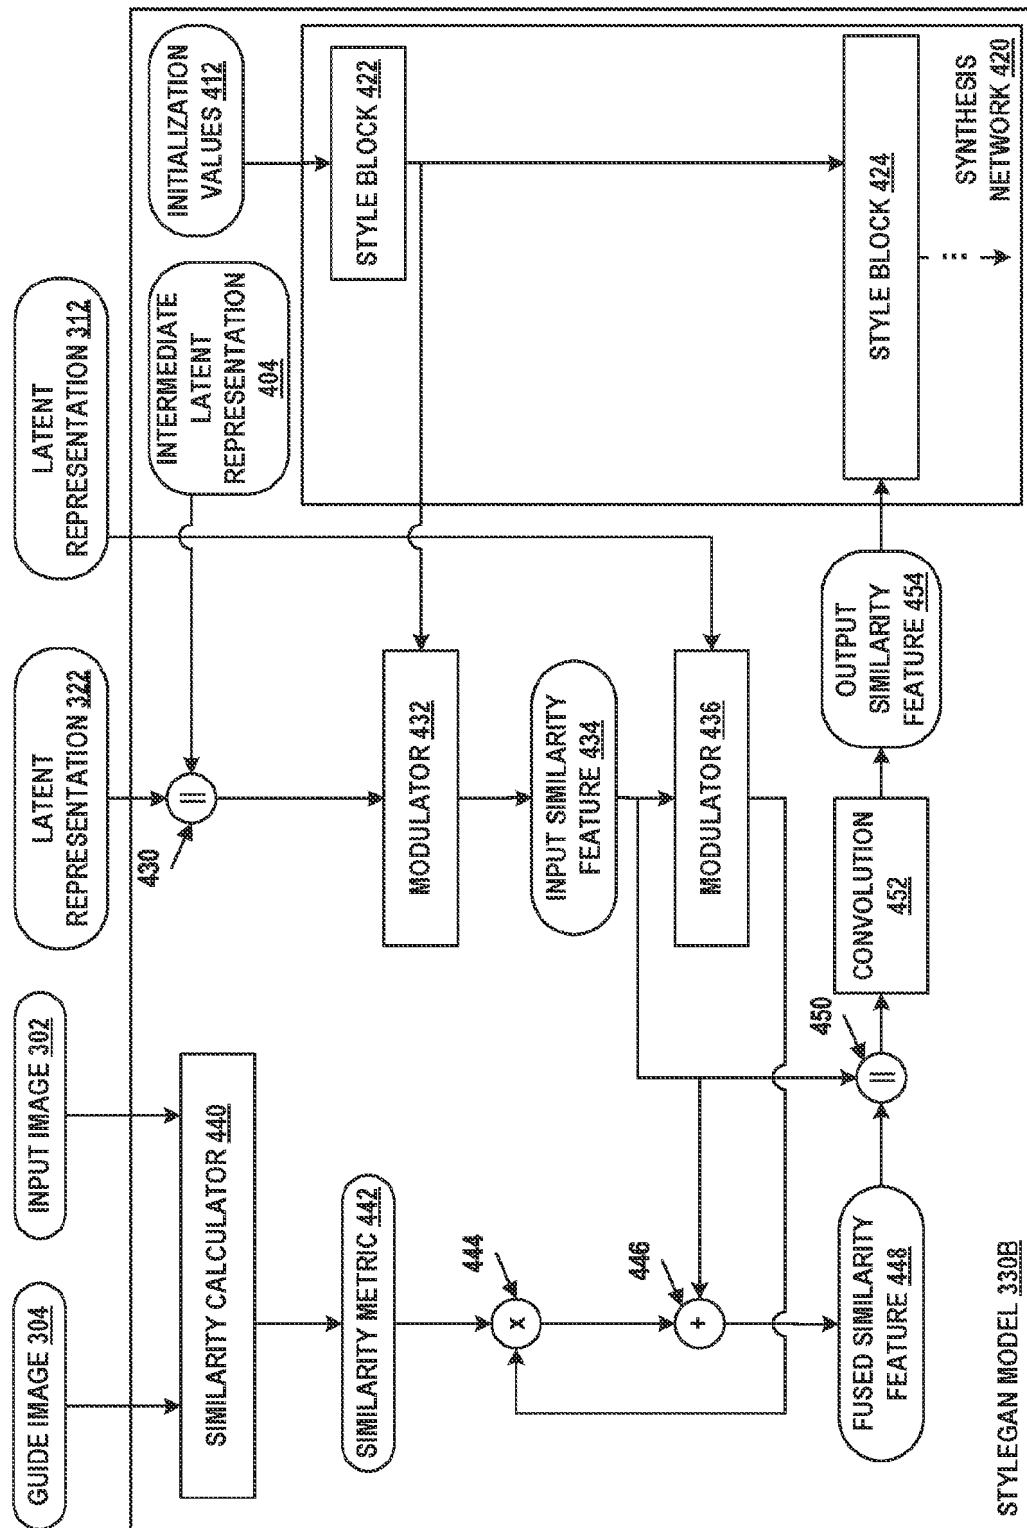 GUIDE IMAGE 304
INPUT IMAGE 302
LATENT
REPRESENTATION 322
LATENT
REPRESENTATION 312
SIMILARITY CALCULATOR 440
430
||
INTERMEDIATE
LATENT
REPRESENTATION
404
INITIALIZATION
VALUES 412
SIMILARITY METRIC 442
MODULATOR 432
STYLE BLOCK 422
444
x
INPUT SIMILARITY
FEATURE 434
446
+
MODULATOR 436
FUSED SIMILARITY
FEATURE 448
450
||
CONVOLUTION
452
OUTPUT
SIMILARITY
FEATURE 454
STYLE BLOCK 424
...
SYNTHESIS
NETWORK 420
STYLEGAN MODEL 330B